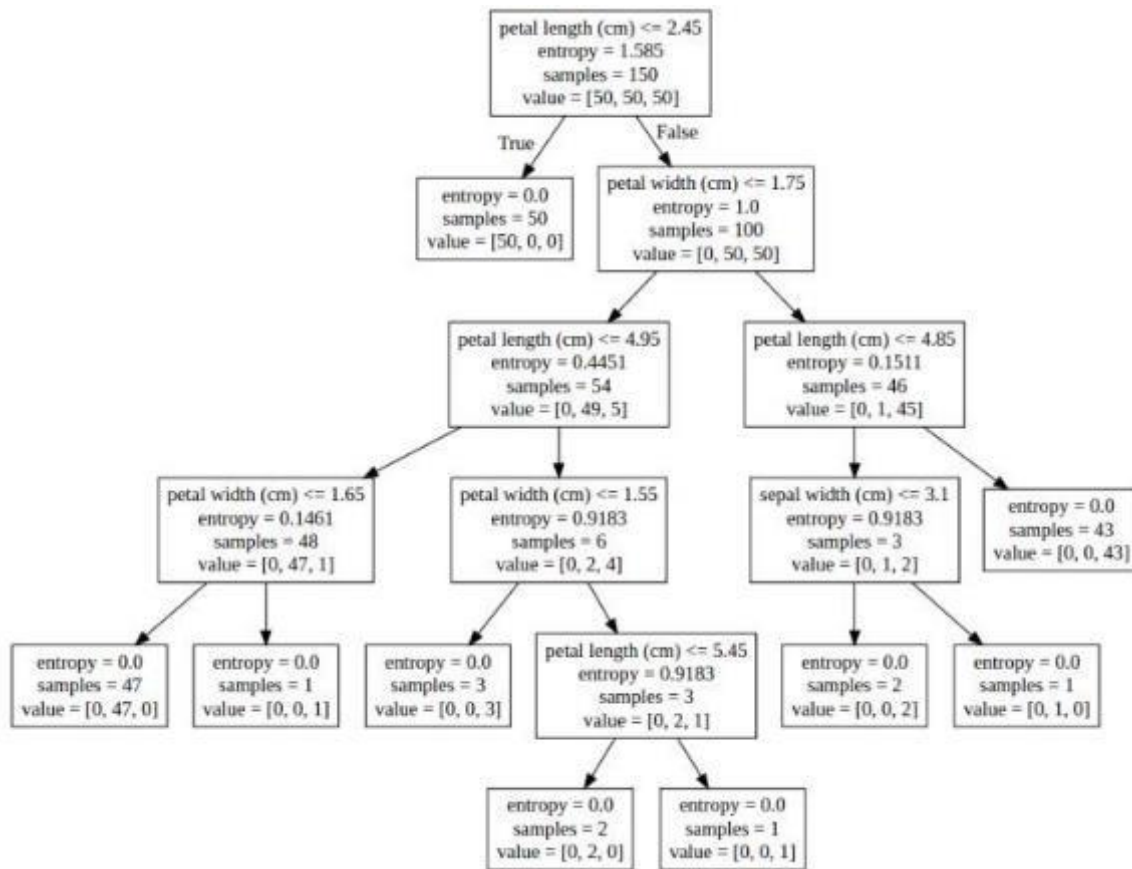 petal length (cm) <= 2.45
entropy = 1.585
samples = 150
value = [50, 50, 50]
True
False
entropy = 0.0
samples = 50
value = [50, 0, 0]
petal width (cm) <= 1.75
entropy = 1.0
samples = 100
value = [0, 50, 50]
petal length (cm) <= 4.95
entropy = 0.4451
samples = 54
value = [0, 49, 5]
petal length (cm) <= 4.85
entropy = 0.1511
samples = 46
value = [0, 1, 45]
petal width (cm) <= 1.65
entropy = 0.1461
samples = 48
value = [0, 47, 1]
petal width (cm) <= 1.55
entropy = 0.9183
samples = 6
value = [0, 2, 4]
sepal width (cm) <= 3.1
entropy = 0.9183
samples = 3
value = [0, 1, 2]
entropy = 0.0
samples = 43
value = [0, 0, 43]
entropy = 0.0
samples = 47
value = [0, 47, 0]
entropy = 0.0
samples = 1
value = [0, 0, 1]
entropy = 0.0
samples = 3
value = [0, 0, 3]
petal length (cm) <= 5.45
entropy = 0.9183
samples = 3
value = [0, 2, 1]
entropy = 0.0
samples = 2
value = [0, 0, 2]
entropy = 0.0
samples = 1
value = [0, 1, 0]
entropy = 0.0
samples = 2
value = [0, 2, 0]
entropy = 0.0
samples = 1
value = [0, 0, 1]